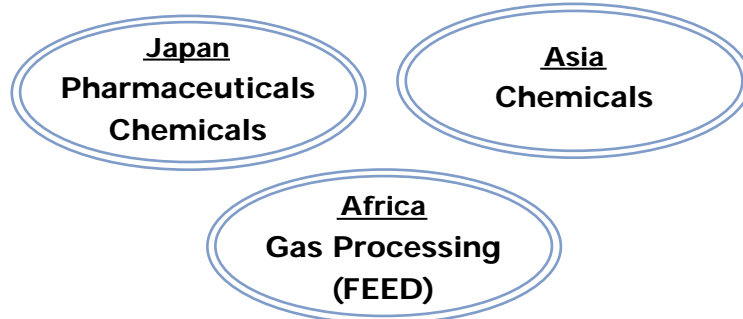 Japan
Pharmaceuticals
Chemicals
Asia
Chemicals
Africa
Gas Processing
(FEED)